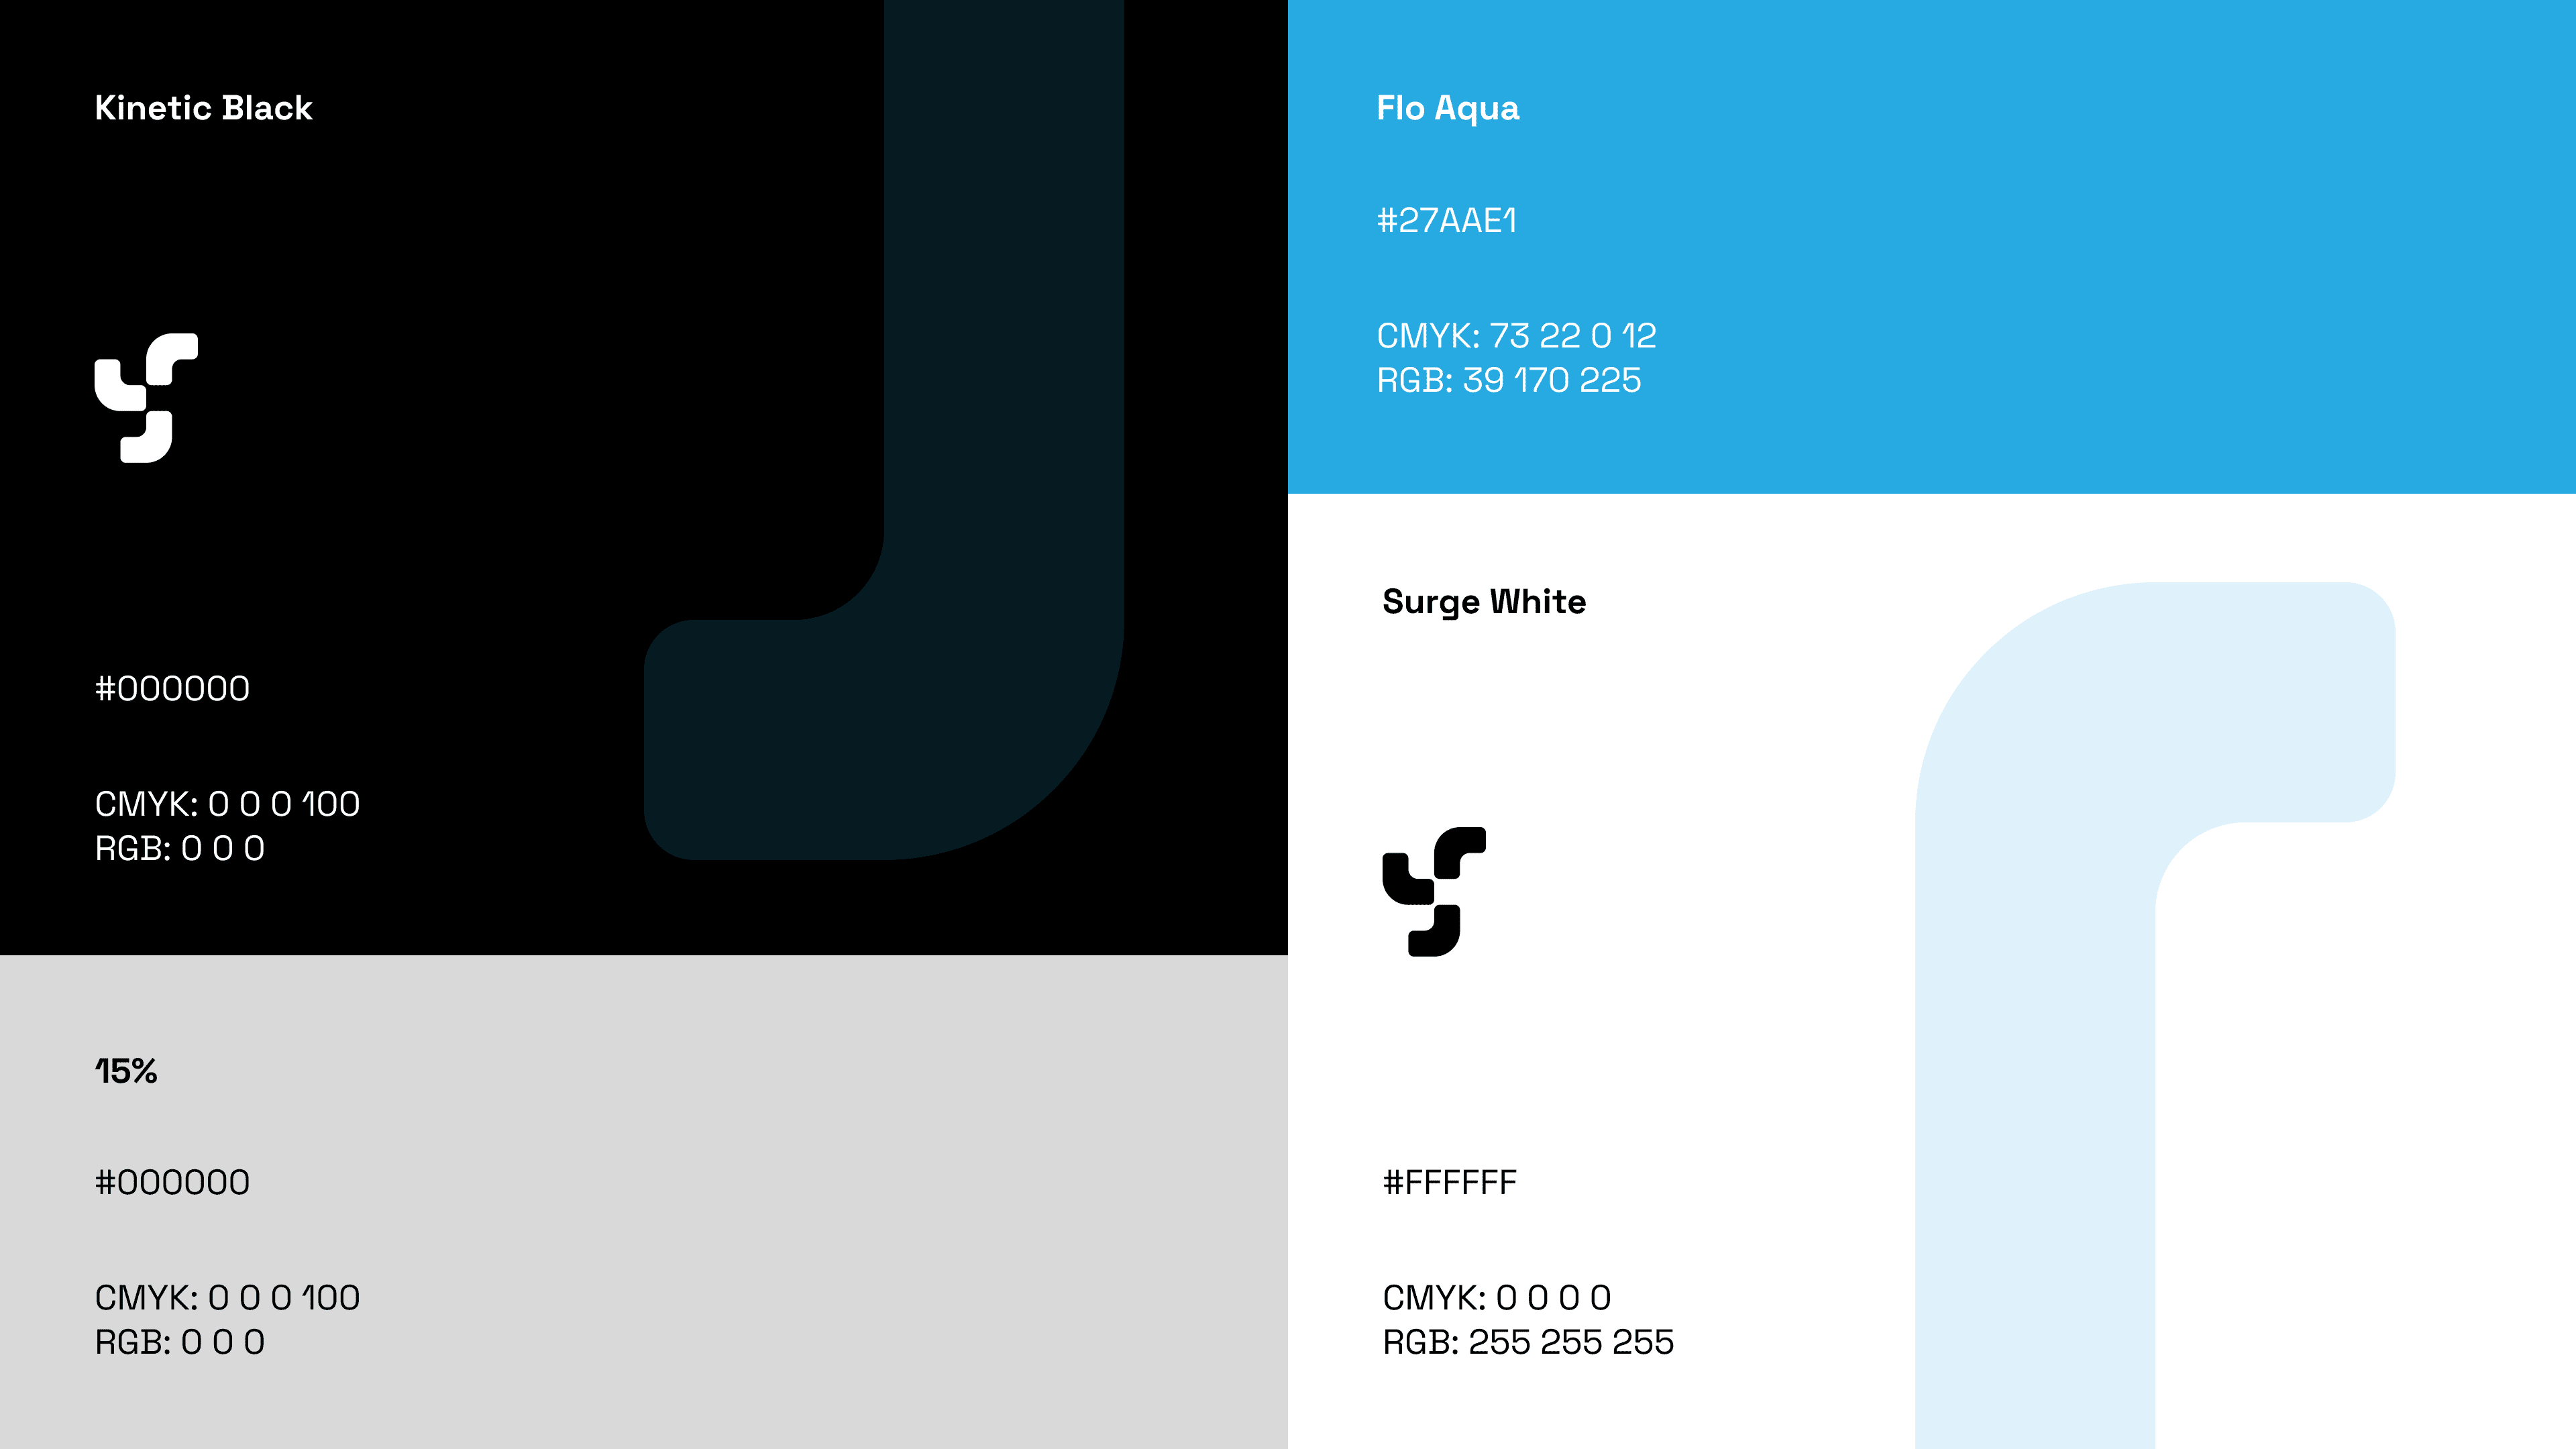 Kinetic Black
#000000
CMYK: 0 0 0 100
RGB: 0 0 0
15%
#000000
CMYK: 0 0 0 100
RGB: 0 0 0
Flo Aqua
#27AAE1
CMYK: 73 22 0 12
RGB: 39 170 225
Surge White
#FFFFFF
CMYK: 0 0 0 0
RGB: 255 255 255